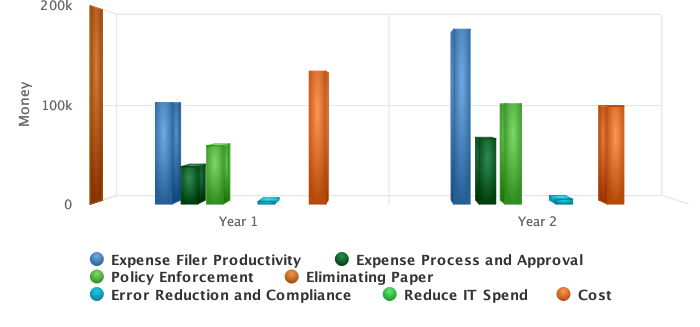 200k
100k
0
Money
Year 1
Year 2
Expense Filer Productivity
Expense Process and Approval
Policy Enforcement
Eliminating Paper
Error Reduction and Compliance
Reduce IT Spend
Cost